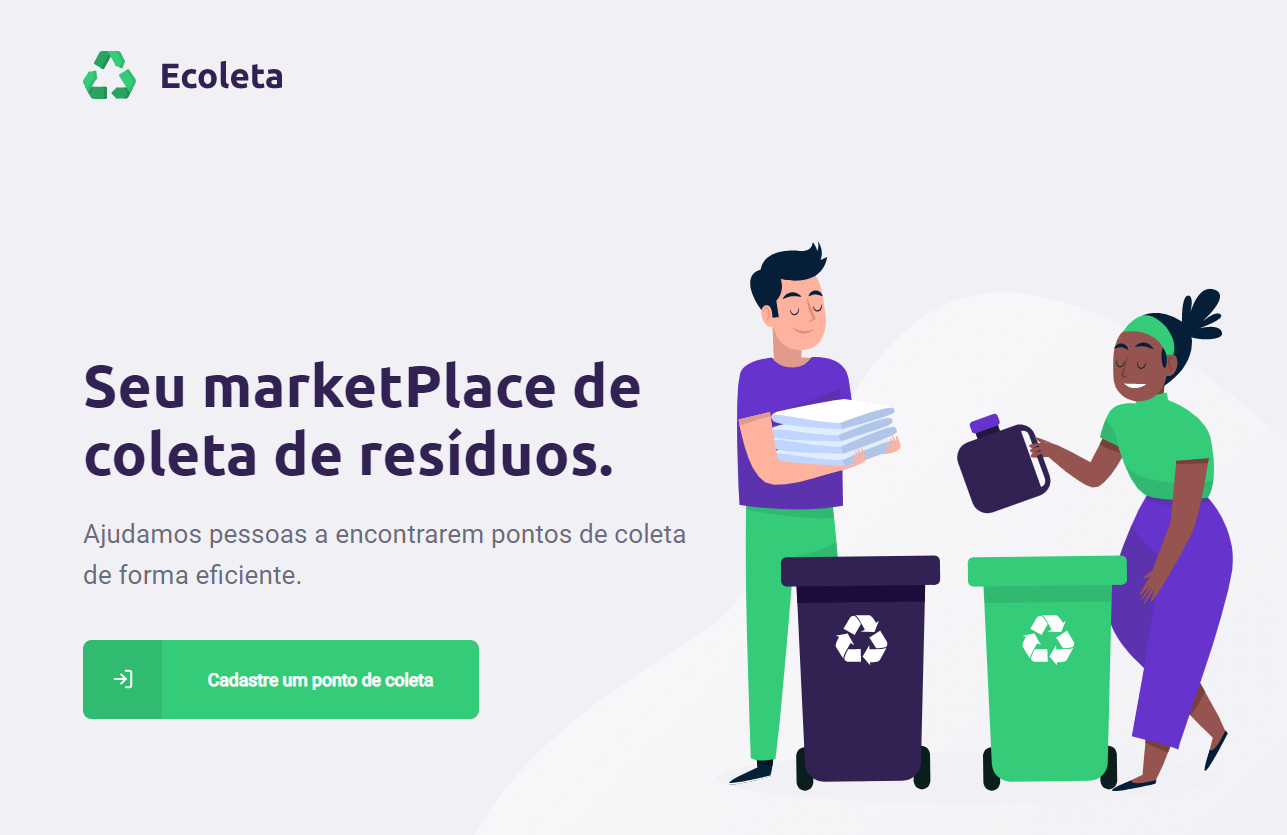 Ecoleta
Seu marketPlace de
coleta de resíduos.
Ajudamos pessoas a encontrarem pontos de coleta
de forma eficiente.
Cadastre um ponto de coleta